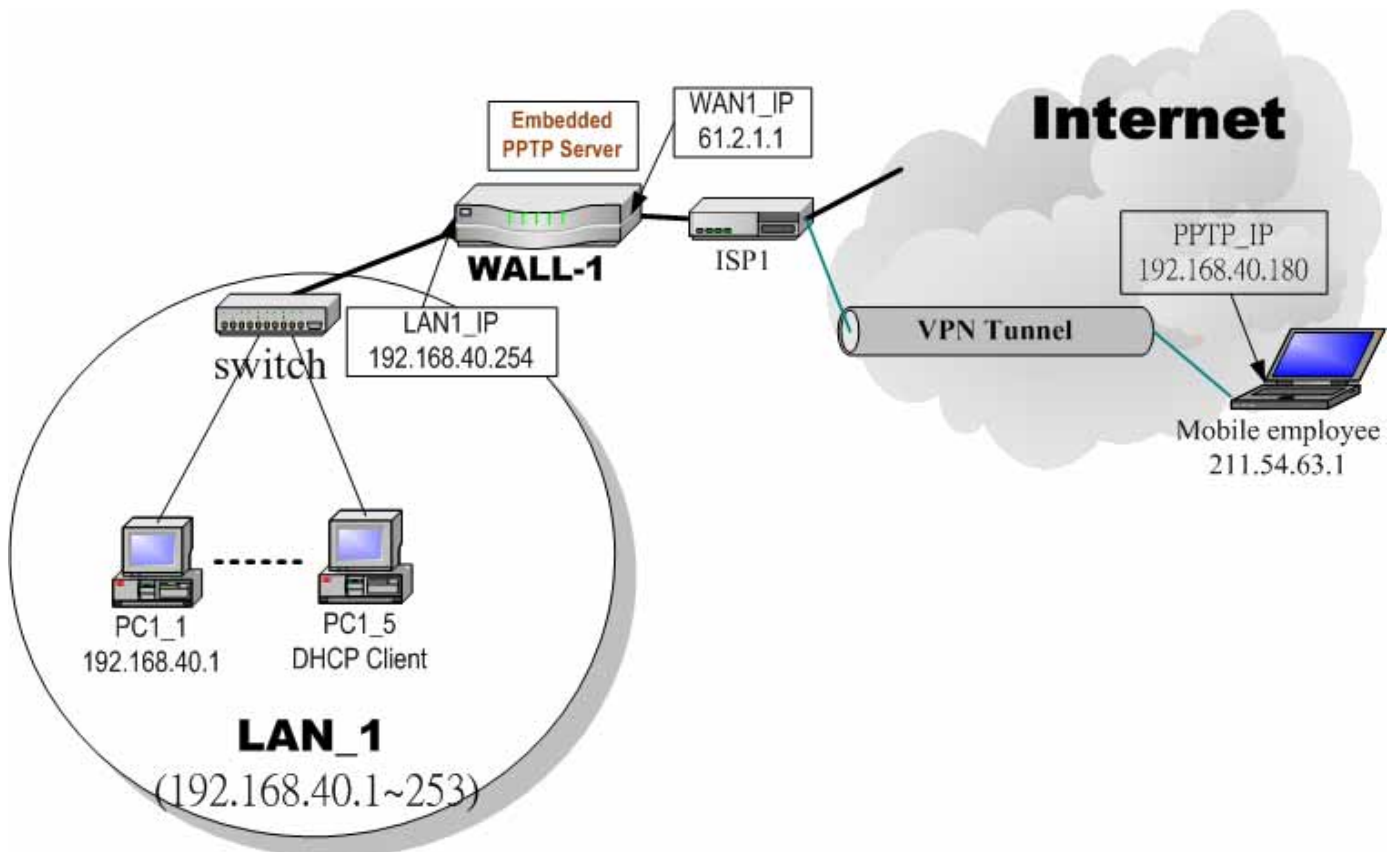 Embedded
PPTP Server
WAN1_IP
61.2.1.1
Internet
WALL-1
ISP1
PPTP_IP
192.168.40.180
VPN Tunnel
Mobile employee
211.54.63.1
switch
LAN1_IP
192.168.40.254
PC1_1
192.168.40.1
PC1_5
DHCP Client
LAN_1
(192.168.40.1~253)